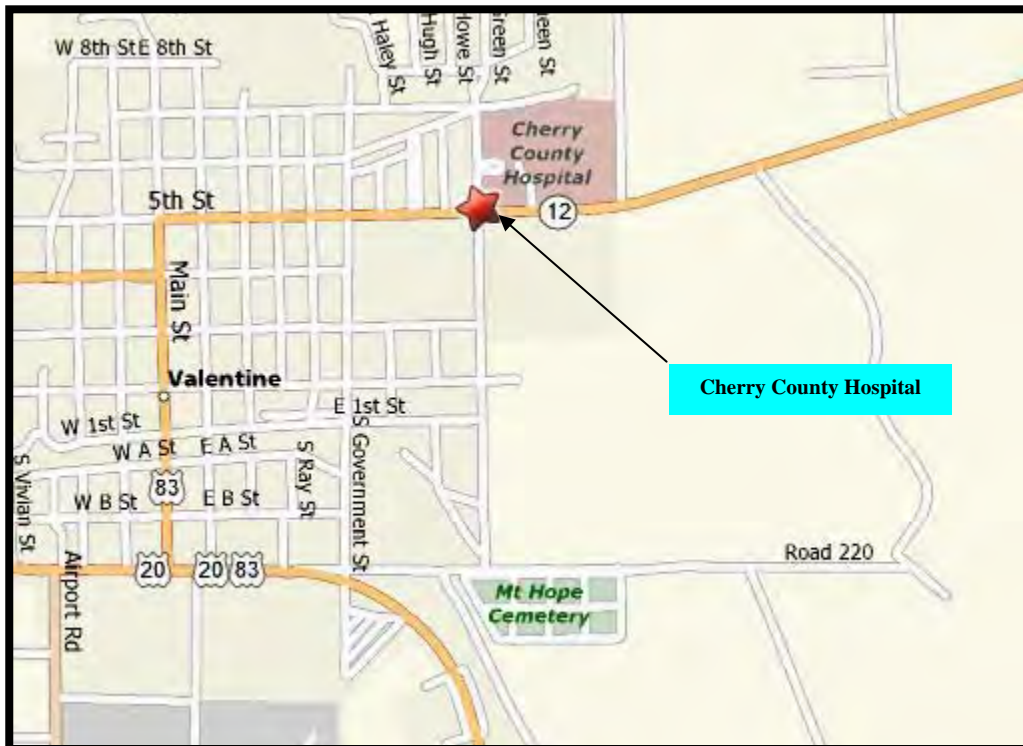 W 8th St
E 8th St
Haley St
Hugh St
Howe St
Green St
ueen St
Cherry
County
Hospital
5th St
12
Main St
Valentine
Cherry County Hospital
E 1st St
W 1st St
W A St
E A St
S Vivian St
83
S Ray St
S Government St
W B St
E B St
Airport Rd
20
20
83
Road 220
Mt Hope
Cemetery